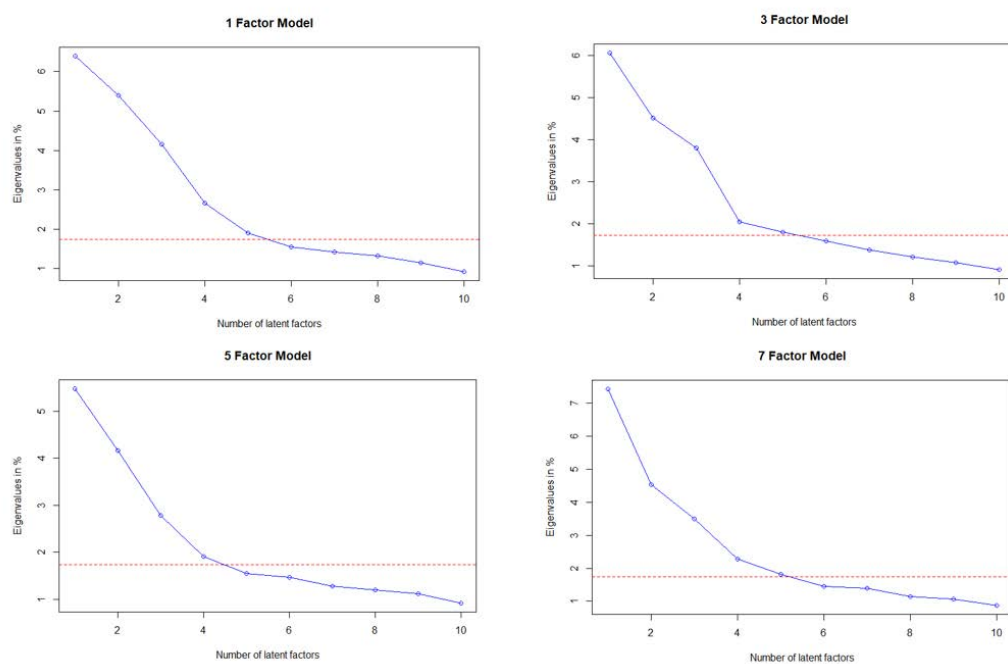 1 Factor Model
Eigenvalues in %
6
5
4
3
2
1
2 4 6 8 10
Number of latent factors
3 Factor Model
Eigenvalues in %
6
5
4
3
2
1
2 4 6 8 10
Number of latent factors
5 Factor Model
Eigenvalues in %
5
4
3
2
1
2 4 6 8 10
Number of latent factors
7 Factor Model
Eigenvalues in %
7
6
5
4
3
2
1
2 4 6 8 10
Number of latent factors